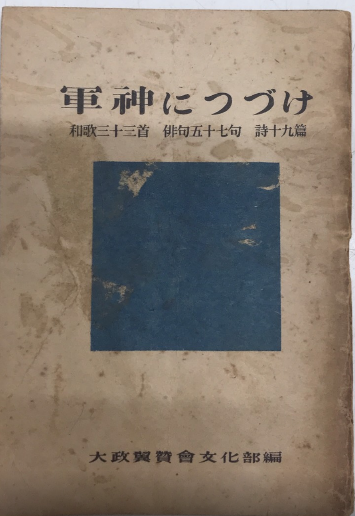 軍神につづけ
和歌三十三首 俳句五十七句 詩十九篇
大政翼賛會文化部編